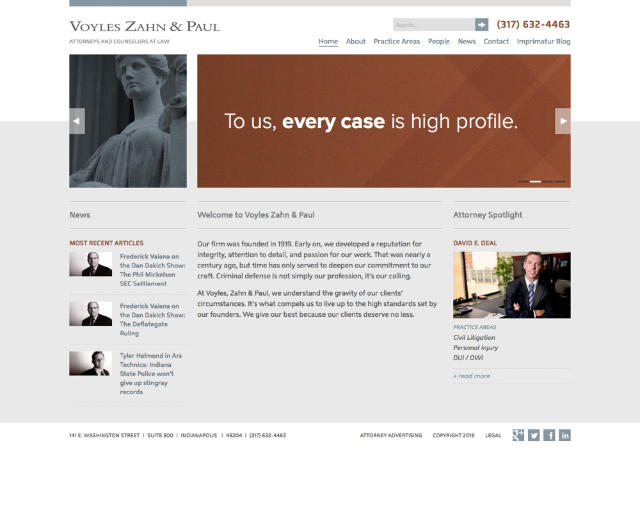 VOYLES ZAHN & PAUL
ATTORNEYS AND COUNSELORS AT LAW
Search...
(317) 632-4463
Home About Practice Areas People News Contact Imprimatur Blog
To us, every case is high profile.
News
MOST RECENT ARTICLES
Frederick Vaiana on
the Dan Dakich Show:
The Phil Mickelson
SEC Settlement
Frederick Vaiana on
the Dan Dakich Show:
The Deflategate
Ruling
Tyler Helmond in Ars
Technica: Indiana
State Police won't
give up stingray
records
Welcome to Voyles Zahn & Paul
Our firm was founded in 1919. Early on, we developed a reputation for
integrity, attention to detail, and passion for our work. That was nearly a
century ago, but time has only served to deepen our commitment to our
craft. Criminal defense is not simply our profession, it's our calling.
At Voyles, Zahn & Paul, we understand the gravity of our clients'
circumstances. It's what compels us to live up to the high standards set by
our founders. We give our best because our clients deserve no less.
Attorney Spotlight
DAVID E. DEAL
PRACTICE AREAS
Civil Litigation
Personal Injury
DUI / OWI
+ read more
141 E. WASHINGTON STREET | SUITE 300 | INDIANAPOLIS | 46204 | (317) 632-4463
ATTORNEY ADVERTISING COPYRIGHT 2016 LEGAL